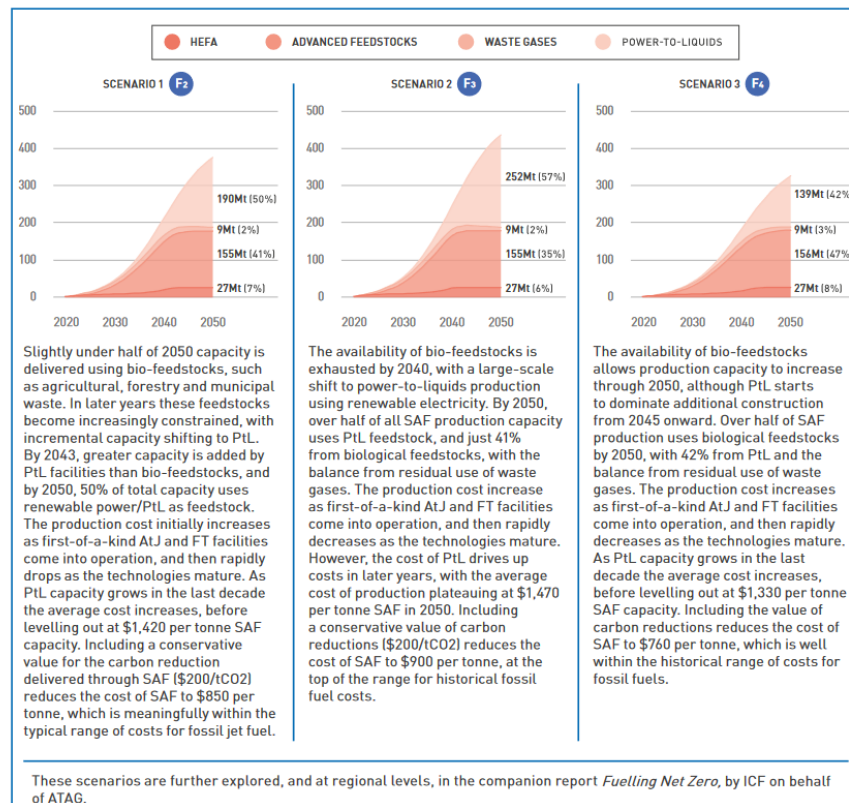 HEFA ADVANCED FEEDSTOCKS WASTE GASES POWER-TO-LIQUIDS
SCENARIO 1 F2
500
400
300
200
100
0
190Mt (50%)
9Mt (2%)
155Mt (41%)
27Mt (7%)
2020 2030 2040 2050
Slightly under half of 2050 capacity is
delivered using bio-feedstocks, such
as agricultural, forestry and municipal
waste. In later years these feedstocks
become increasingly constrained, with
incremental capacity shifting to PtL.
By 2043, greater capacity is added by
PtL facilities than bio-feedstocks, and
by 2050, 50% of total capacity uses
renewable power/PtL as feedstock.
The production cost initially increases
as first-of-a-kind AtJ and FT facilities
come into operation, and then rapidly
drops as the technologies mature. As
PtL capacity grows in the last decade
the average cost increases, before
levelling out at $1,420 per tonne SAF
capacity. Including a conservative
value for the carbon reduction
delivered through SAF ($200/tCO2)
reduces the cost of SAF to $850 per
tonne, which is meaningfully within the
typical range of costs for fossil jet fuel.
SCENARIO 2 F3
500
400
300
200
100
0
252Mt (57%)
9Mt (2%)
155Mt (35%)
27Mt (6%)
2020 2030 2040 2050
The availability of bio-feedstocks is
exhausted by 2040, with a large-scale
shift to power-to-liquids production
using renewable electricity. By 2050,
over half of all SAF production capacity
uses PtL feedstock, and just 41%
from biological feedstocks, with the
balance from residual use of waste
gases. The production cost increase
as first-of-a-kind AtJ and FT facilities
come into operation, and then rapidly
decreases as the technologies mature.
However, the cost of PtL drives up
costs in later years, with the average
cost of production plateauing at $1,470
per tonne SAF in 2050. Including
a conservative value of carbon
reductions ($200/tCO2) reduces the
cost of SAF to $900 per tonne, at the
top of the range for historical fossil
fuel costs.
SCENARIO 3 F4
500
400
300
200
100
0
139Mt (42%
9Mt (3%)
156Mt (47%)
27Mt (8%)
2020 2030 2040 2050
The availability of bio-feedstocks
allows production capacity to increase
through 2050, although PtL starts
to dominate additional construction
from 2045 onward. Over half of SAF
production uses biological feedstocks
by 2050, with 42% from PtL and the
balance from residual use of waste
gases. The production cost increases
as first-of-a-kind AtJ and FT facilities
come into operation, and then rapidly
decreases as the technologies mature.
As PtL capacity grows in the last
decade the average cost increases,
before levelling out at $1,330 per tonne
SAF capacity. Including the value of
carbon reductions reduces the cost of
SAF to $760 per tonne, which is well
within the historical range of costs for
fossil fuels.
These scenarios are further explored, and at regional levels, in the companion report Fuelling Net Zero, by ICF on behalf
of ATAG.